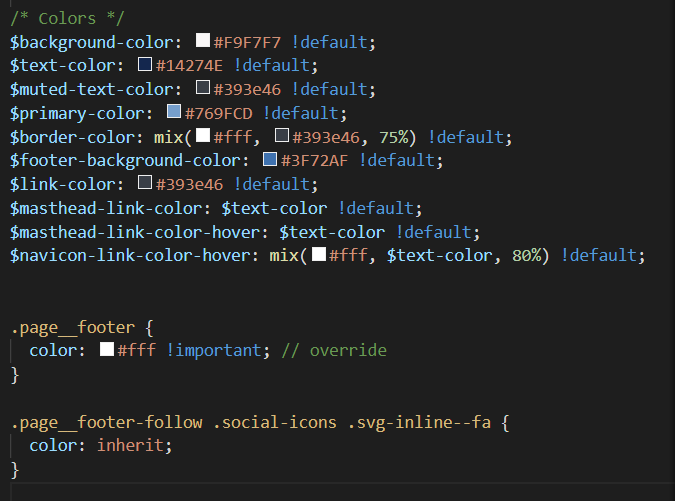 /* Colors */
$background-color: #F9F7F7 !default;
$text-color: #14274E !default;
$muted-text-color: #393e46 !default;
$primary-color: #769FCD !default;
$border-color: mix(#fff, #393e46, 75%) !default;
$footer-background-color: #3F72AF !default;
$link-color: #393e46 !default;
$masthead-link-color: $text-color !default;
$masthead-link-color-hover: $text-color !default;
$navicon-link-color-hover: mix(#fff, $text-color, 80%) !default;
.page__footer {
color: #fff !important; // override
}
.page__footer-follow .social-icons .svg-inline--fa {
color: inherit;
}